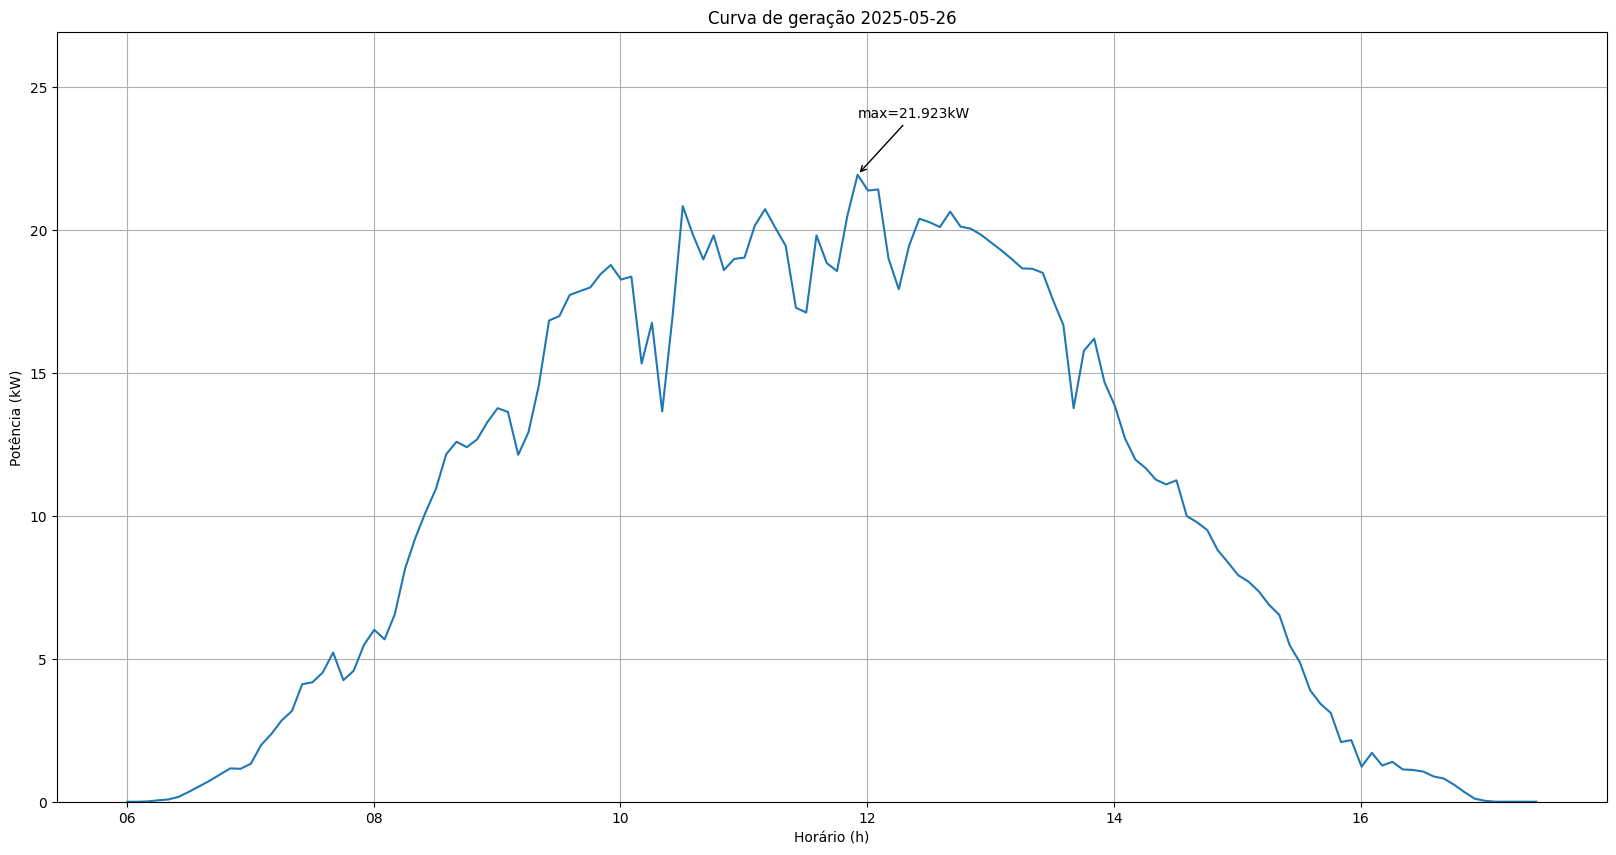 Curva de geração 2025-05-26
25
max=21.923kW
20
15
Potência (kW)
10
5
0
06 08 10 12 14 16
Horário (h)